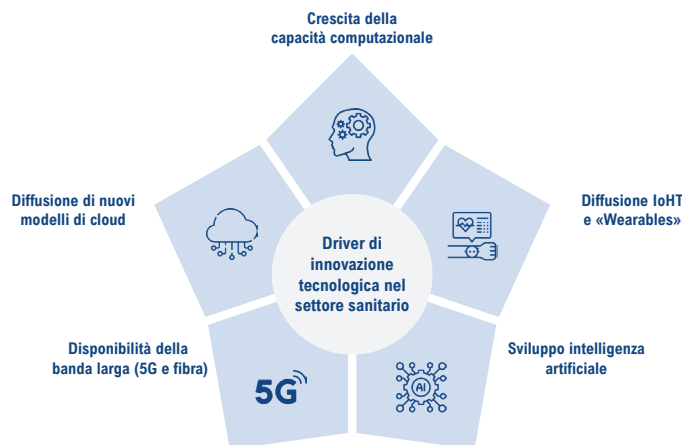 Crescita della
capacità computazionale
Diffusione di nuovi
modelli di cloud
Diffusione IoHT
e «Wearables»
Driver di
innovazione
tecnologica nel
settore sanitario
Disponibilità della
banda larga (5G e fibra)
Sviluppo intelligenza
artificiale
5G
AI